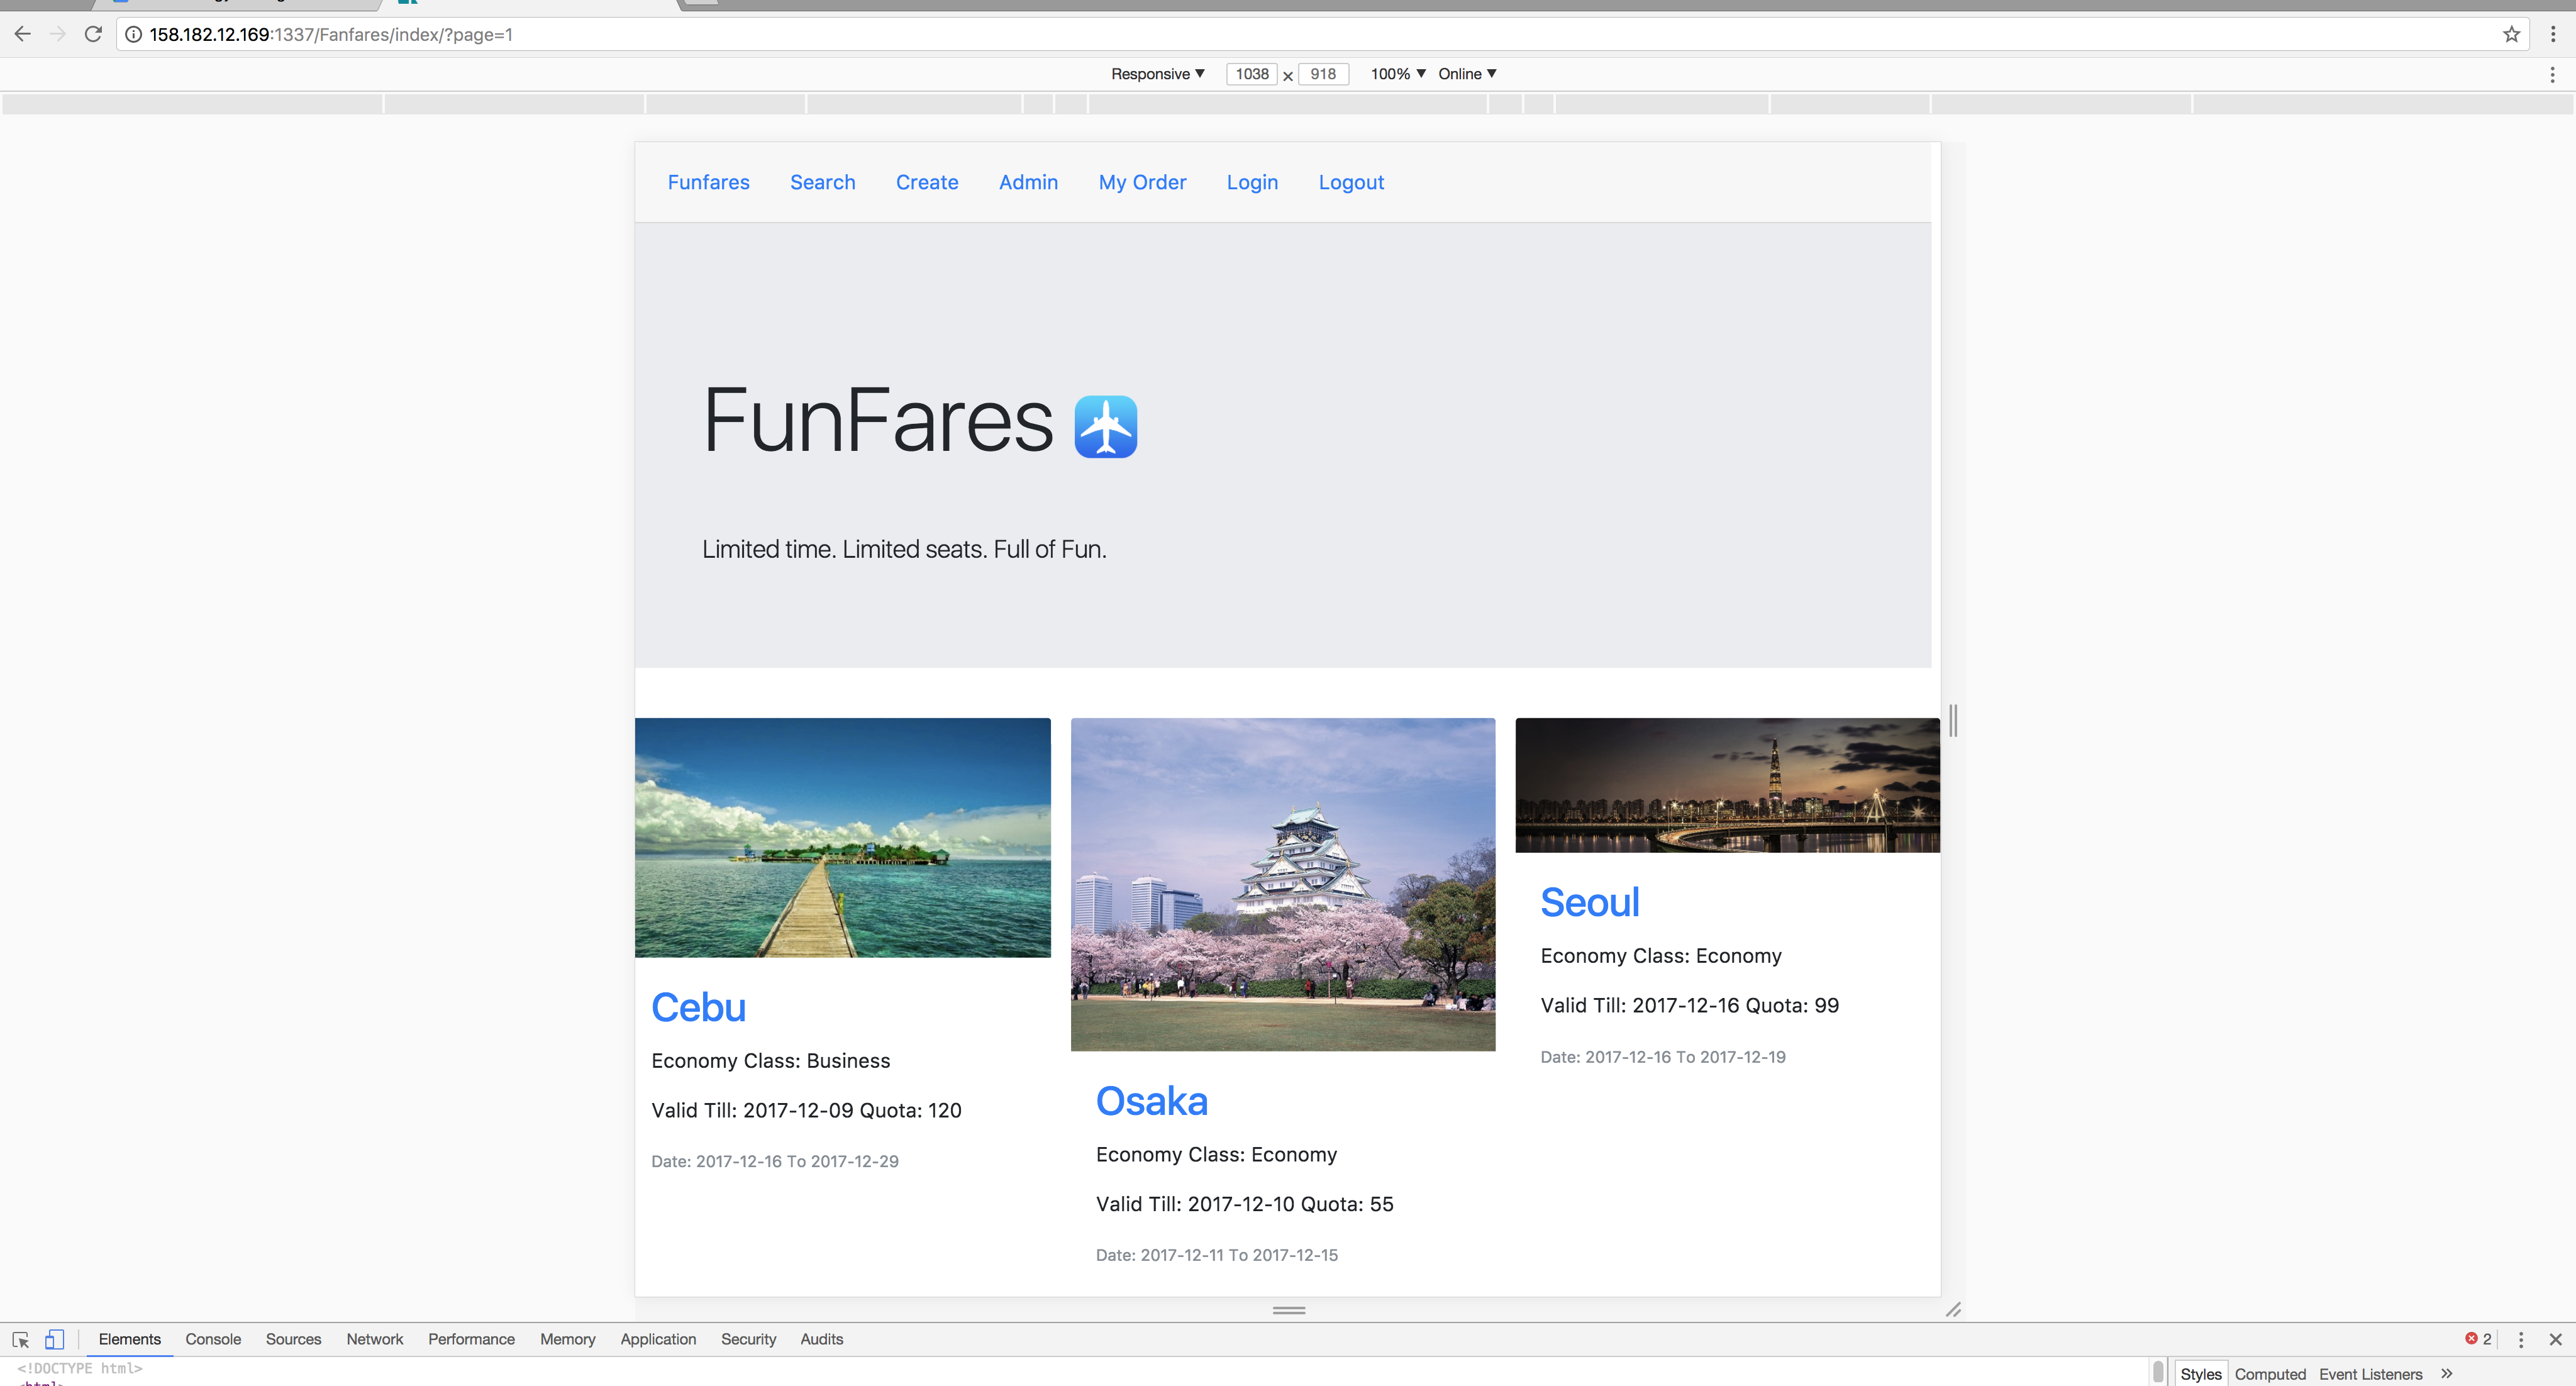 158.182.12.169:1337/Fanfares/index/?page=1
Responsive ▼ 1038 × 918 100% ▼ Online ▼
Funfares Search Create Admin My Order Login Logout
FunFares
Limited time. Limited seats. Full of Fun.
Cebu
Economy Class: Business
Valid Till: 2017-12-09 Quota: 120
Date: 2017-12-16 To 2017-12-29
Osaka
Economy Class: Economy
Valid Till: 2017-12-10 Quota: 55
Date: 2017-12-11 To 2017-12-15
Seoul
Economy Class: Economy
Valid Till: 2017-12-16 Quota: 99
Date: 2017-12-16 To 2017-12-19
Elements Console Sources Network Performance Memory Application Security Audits 2
<!DOCTYPE html>
Styles Computed Event Listeners »